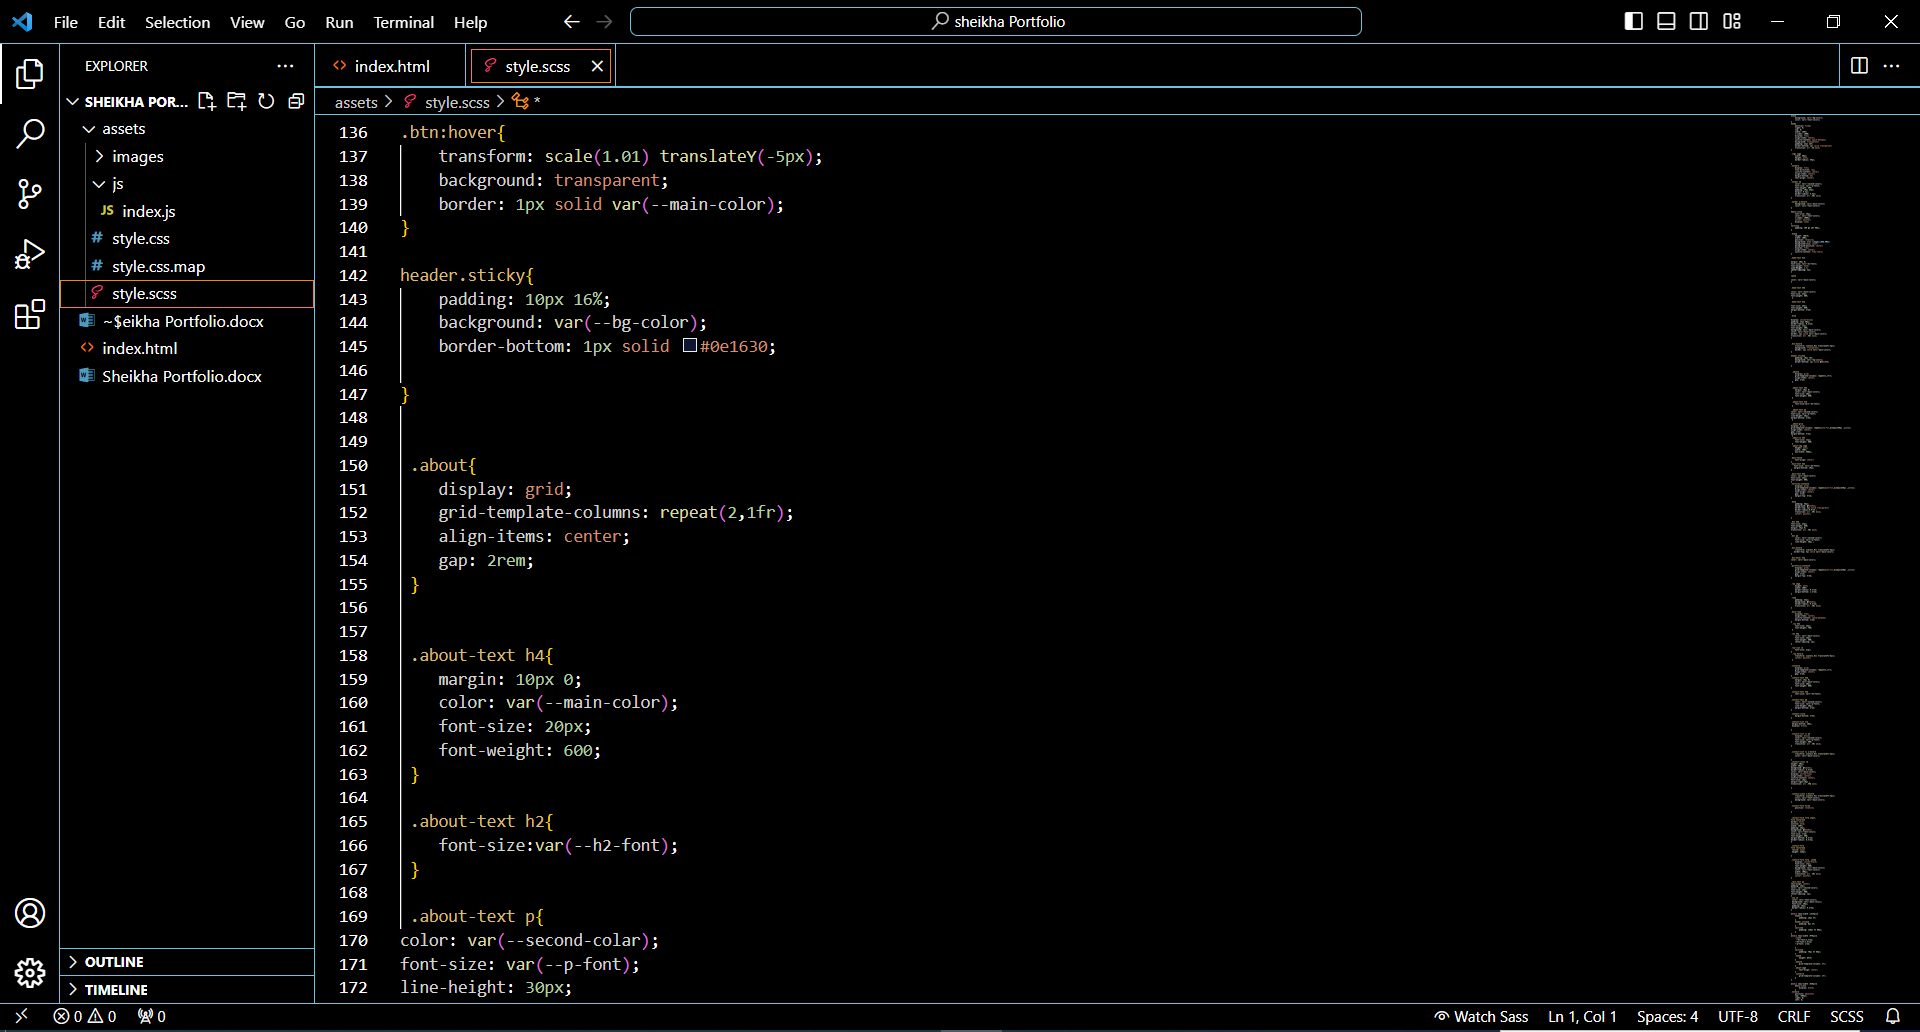 File Edit Selection View Go Run Terminal Help
sheikha Portfolio
EXPLORER
SHEIKHA POR...
assets
images
js
JS index.js
# style.css
# style.css.map
style.scss
~$eikha Portfolio.docx
<> index.html
Sheikha Portfolio.docx
OUTLINE
TIMELINE
<> index.html
style.scss
assets > style.scss > *
136 .btn:hover{
137 transform: scale(1.01) translateY(-5px);
138 background: transparent;
139 border: 1px solid var(--main-color);
140 }
141
142 header.sticky{
143 padding: 10px 16%;
144 background: var(--bg-color);
145 border-bottom: 1px solid #0e1630;
146
147 }
148
149
150 .about{
151 display: grid;
152 grid-template-columns: repeat(2,1fr);
153 align-items: center;
154 gap: 2rem;
155 }
156
157
158 .about-text h4{
159 margin: 10px 0;
160 color: var(--main-color);
161 font-size: 20px;
162 font-weight: 600;
163 }
164
165 .about-text h2{
166 font-size:var(--h2-font);
167 }
168
169 .about-text p{
170 color: var(--second-colar);
171 font-size: var(--p-font);
172 line-height: 30px;
0 0 0
Watch Sass Ln 1, Col 1 Spaces: 4 UTF-8 CRLF SCSS